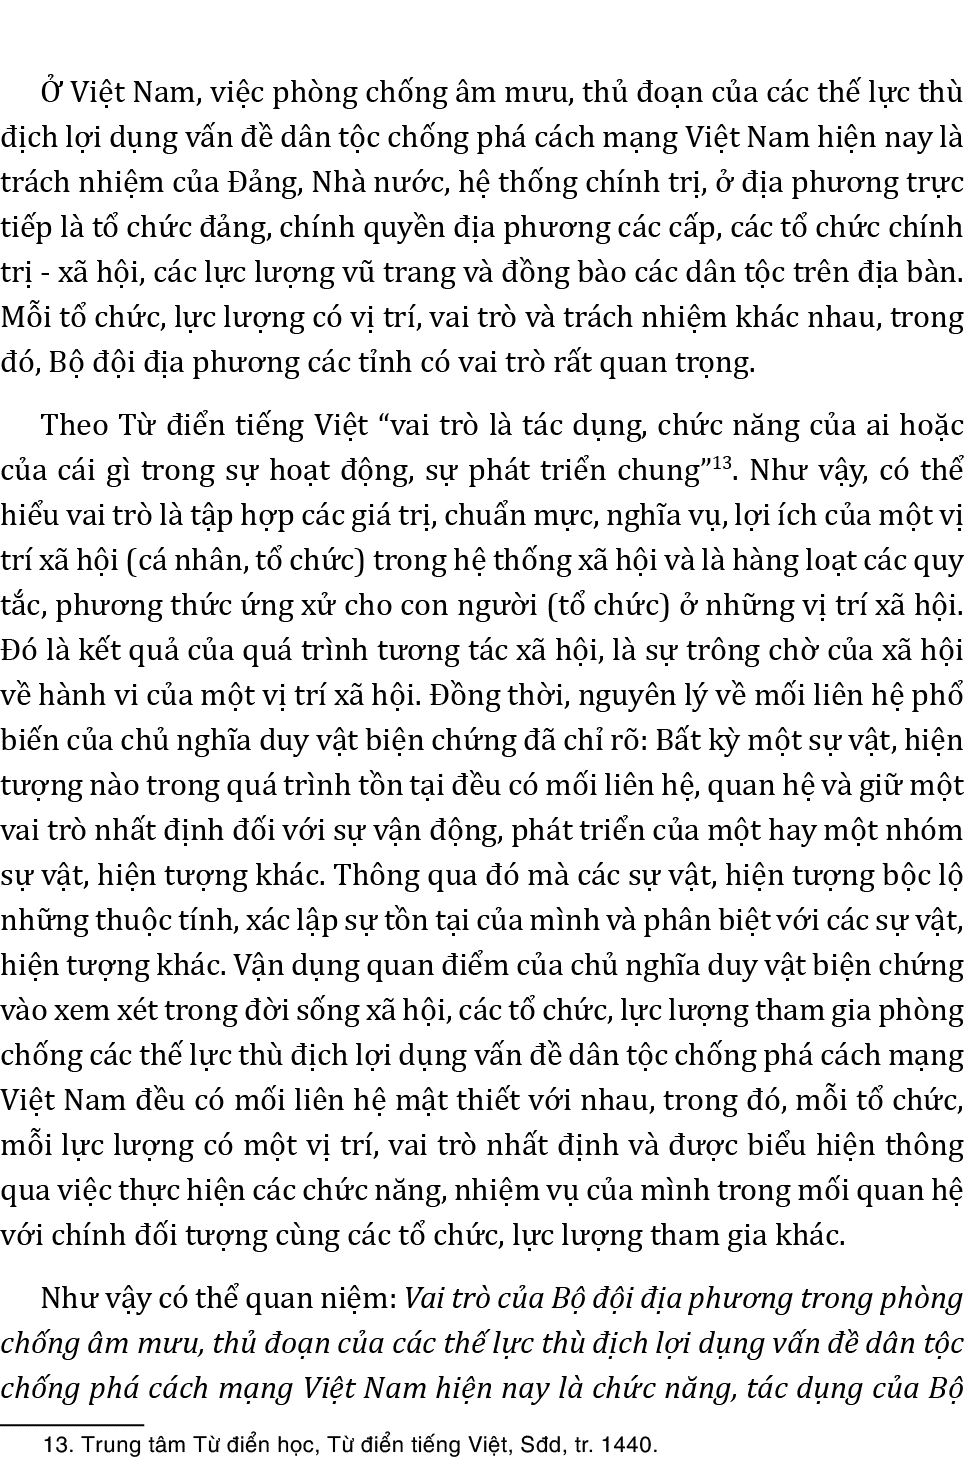 Ở Việt Nam, việc phòng chống âm mưu, thủ đoạn của các thế lực thù
địch lợi dụng vấn đề dân tộc chống phá cách mạng Việt Nam hiện nay là
trách nhiệm của Đảng, Nhà nước, hệ thống chính trị, ở địa phương trực
tiếp là tổ chức đảng, chính quyền địa phương các cấp, các tổ chức chính
trị - xã hội, các lực lượng vũ trang và đồng bào các dân tộc trên địa bàn.
Mỗi tổ chức, lực lượng có vị trí, vai trò và trách nhiệm khác nhau, trong
đó, Bộ đội địa phương các tỉnh có vai trò rất quan trọng.
Theo Từ điển tiếng Việt “vai trò là tác dụng, chức năng của ai hoặc
của cái gì trong sự hoạt động, sự phát triển chung”13. Như vậy, có thể
hiểu vai trò là tập hợp các giá trị, chuẩn mực, nghĩa vụ, lợi ích của một vị
trí xã hội (cá nhân, tổ chức) trong hệ thống xã hội và là hàng loạt các quy
tắc, phương thức ứng xử cho con người (tổ chức) ở những vị trí xã hội.
Đó là kết quả của quá trình tương tác xã hội, là sự trông chờ của xã hội
về hành vi của một vị trí xã hội. Đồng thời, nguyên lý về mối liên hệ phổ
biến của chủ nghĩa duy vật biện chứng đã chỉ rõ: Bất kỳ một sự vật, hiện
tượng nào trong quá trình tồn tại đều có mối liên hệ, quan hệ và giữ một
vai trò nhất định đối với sự vận động, phát triển của một hay một nhóm
sự vật, hiện tượng khác. Thông qua đó mà các sự vật, hiện tượng bộc lộ
những thuộc tính, xác lập sự tồn tại của mình và phân biệt với các sự vật,
hiện tượng khác. Vận dụng quan điểm của chủ nghĩa duy vật biện chứng
vào xem xét trong đời sống xã hội, các tổ chức, lực lượng tham gia phòng
chống các thế lực thù địch lợi dụng vấn đề dân tộc chống phá cách mạng
Việt Nam đều có mối liên hệ mật thiết với nhau, trong đó, mỗi tổ chức,
mỗi lực lượng có một vị trí, vai trò nhất định và được biểu hiện thông
qua việc thực hiện các chức năng, nhiệm vụ của mình trong mối quan hệ
với chính đối tượng cùng các tổ chức, lực lượng tham gia khác.
Như vậy có thể quan niệm: Vai trò của Bộ đội địa phương trong phòng
chống âm mưu, thủ đoạn của các thế lực thù địch lợi dụng vấn đề dân tộc
chống phá cách mạng Việt Nam hiện nay là chức năng, tác dụng của Bộ
13. Trung tâm Từ điển học, Từ điển tiếng Việt, Sđd, tr. 1440.